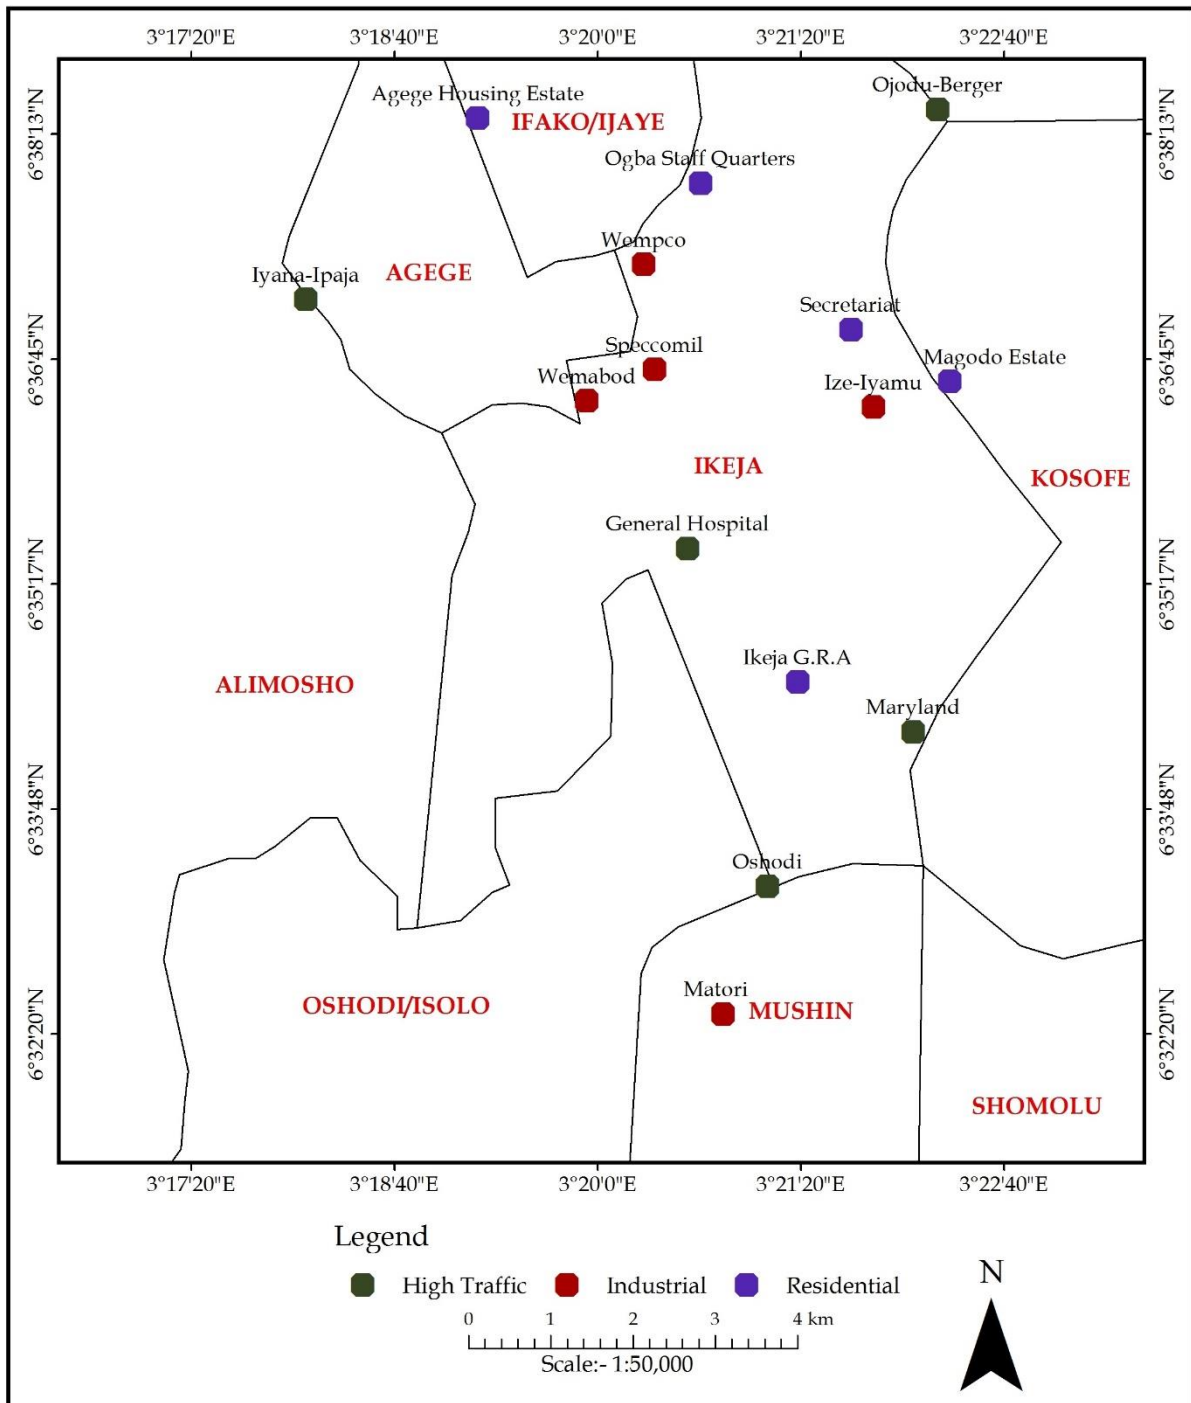 3°17'20"E 3°18'40"E 3°20'0"E 3°21'20"E 3°22'40"E
Ojodu-Berger
Agege Housing Estate
IFAKO/IJAYE
6°38'13"N 6°38'13"N
Ogba Staff Quarters
Wempco
Iyana-Ipaja
AGEGE
Secretariat
6°36'45"N 6°36'45"N
Speccomil
Magodo Estate
Wemabod
Ize-Iyamu
IKEJA
KOSOFE
General Hospital
6°35'17"N 6°35'17"N
Ikeja G.R.A
ALIMOSHO
Maryland
6°33'48"N 6°33'48"N
Oshodi
Matori
OSHODI/ISOLO
MUSHIN
6°32'20"N 6°32'20"N
SHOMOLU
3°17'20"E 3°18'40"E 3°20'0"E 3°21'20"E 3°22'40"E
Legend
High Traffic Industrial Residential
0 1 2 3 4 km
Scale:- 1:50,000
N